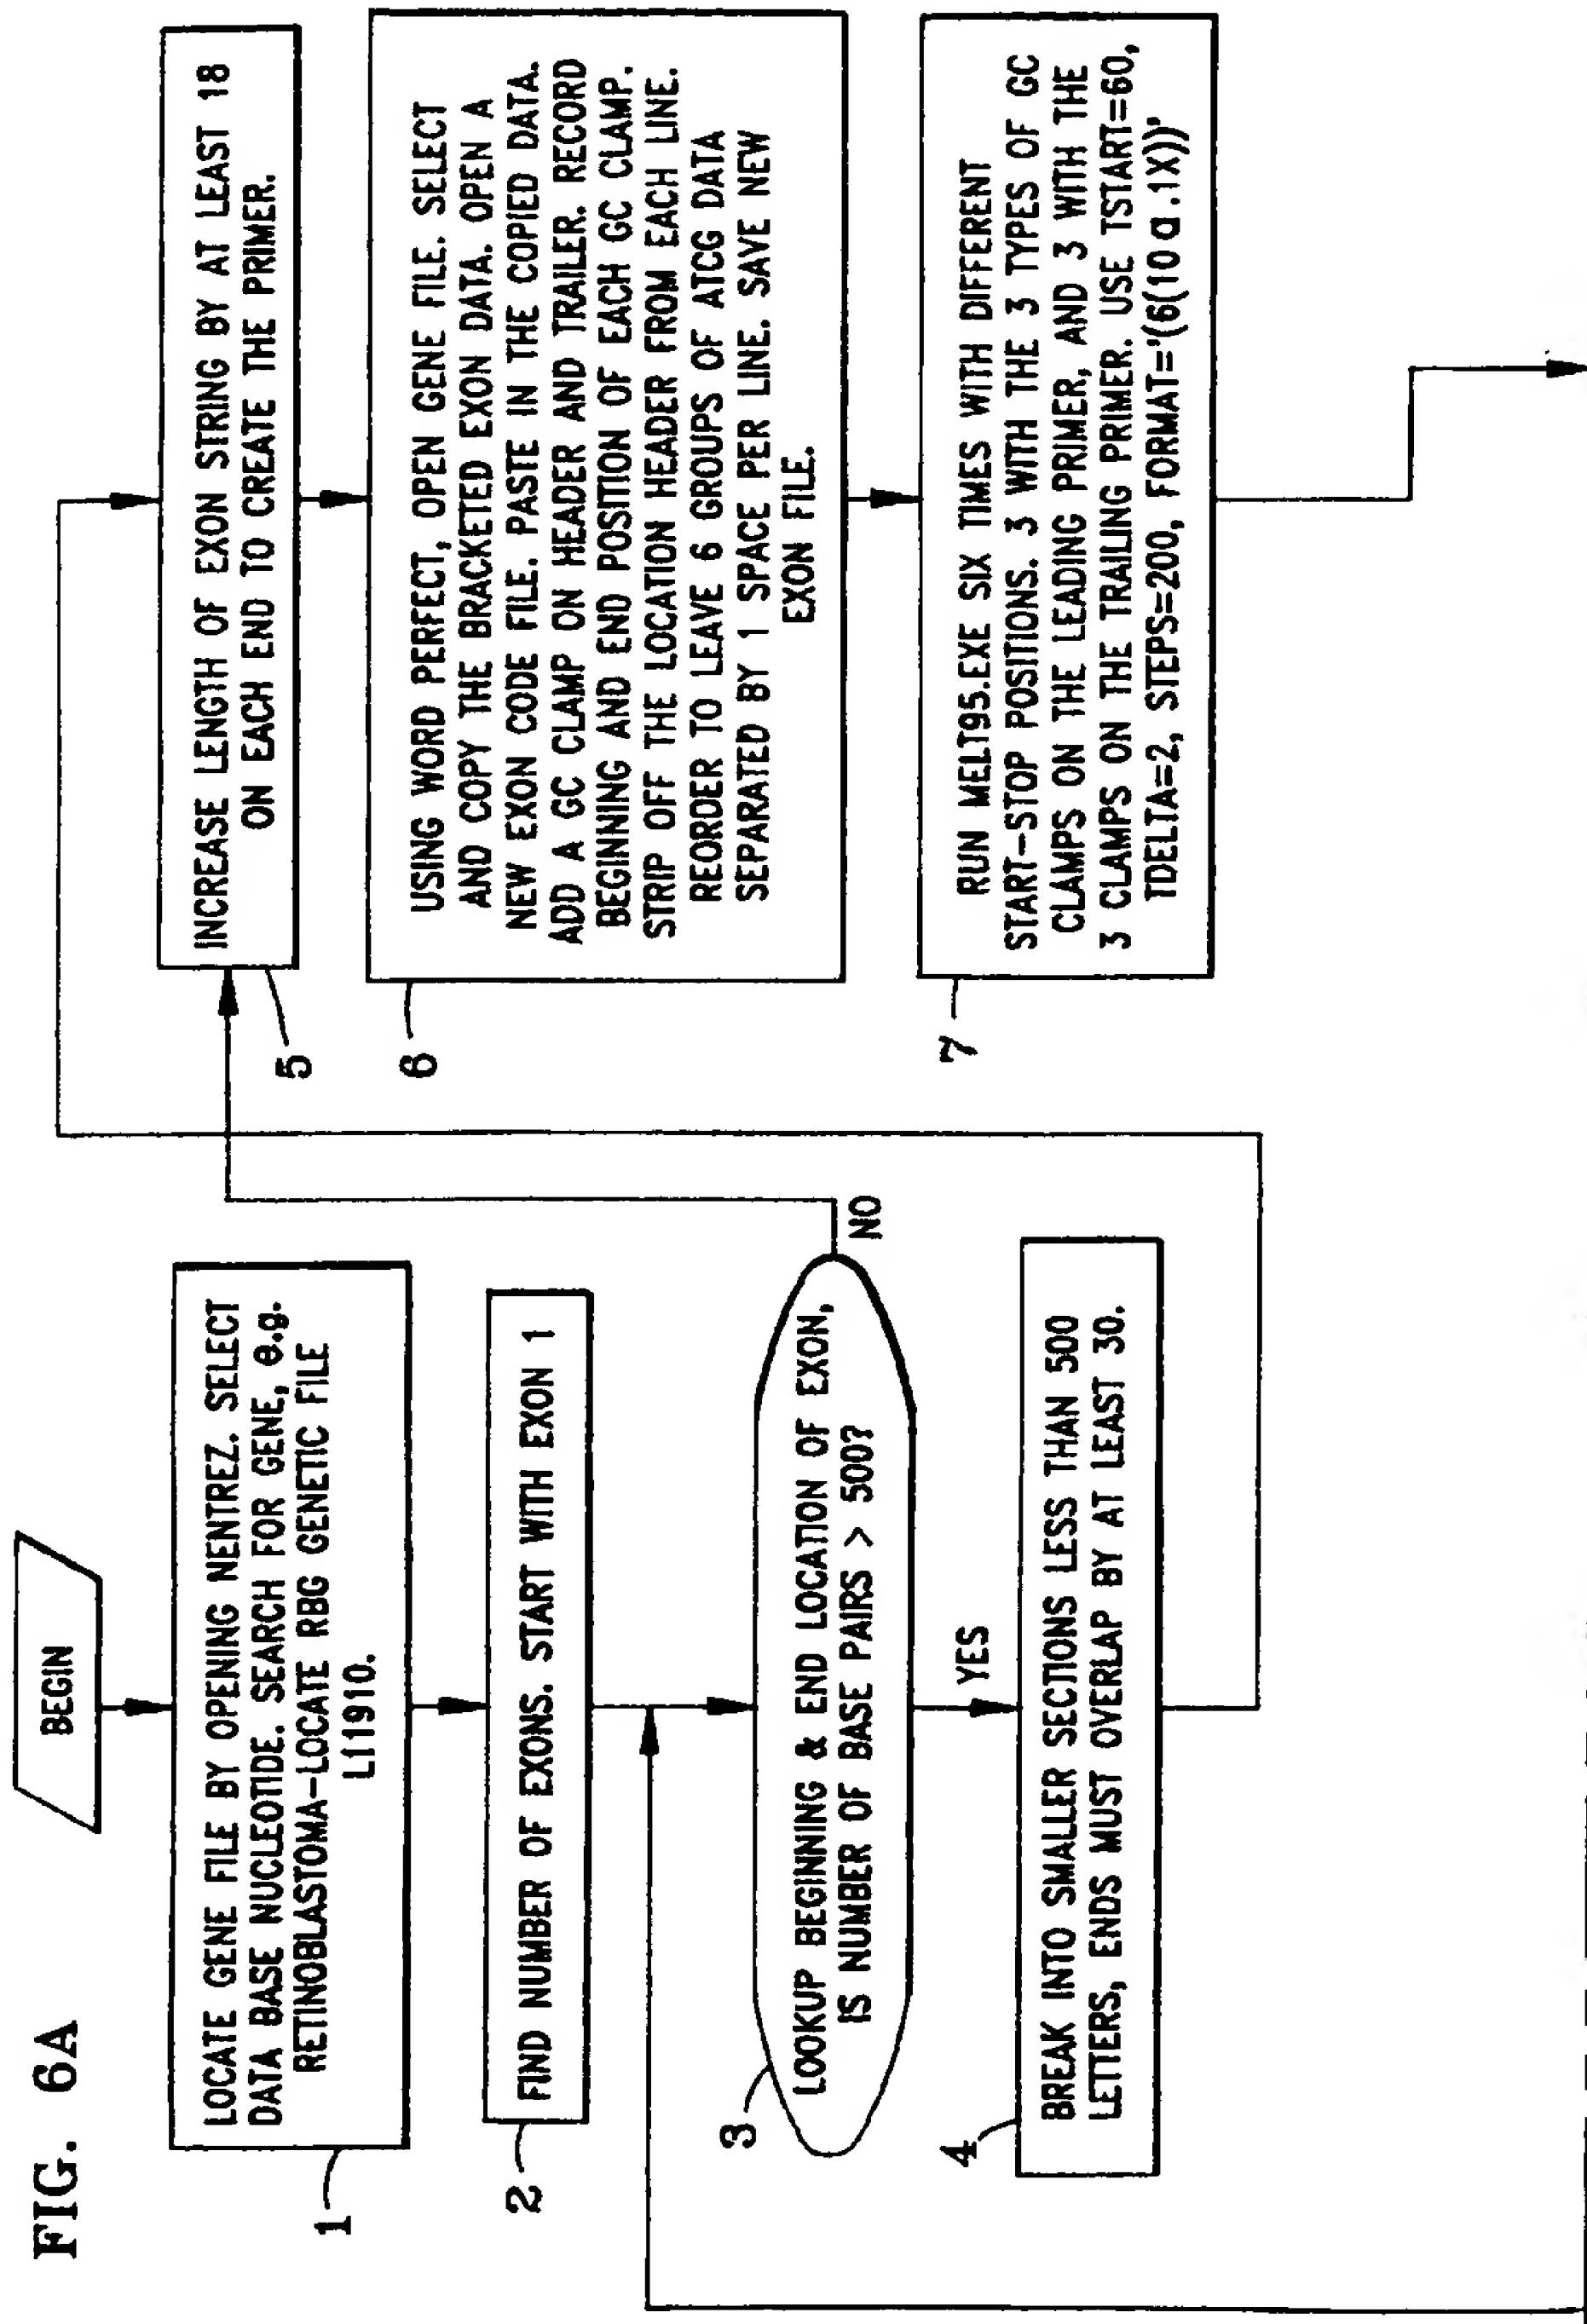 FIG. 6A
BEGIN
LOCATE GENE FILE BY OPENING NENTREZ. SELECT
DATA BASE NUCLEOTIDE. SEARCH FOR GENE, e.g.
RETINOBLASTOMA-LOCATE RBG GENETIC FILE
L11910.
1
FIND NUMBER OF EXONS. START WITH EXON 1
2
LOOKUP BEGINNING & END LOCATION OF EXON,
IS NUMBER OF BASE PAIRS > 500?
3
NO
YES
BREAK INTO SMALLER SECTIONS LESS THAN 500
LETTERS, ENDS MUST OVERLAP BY AT LEAST 30.
4
INCREASE LENGTH OF EXON STRING BY AT LEAST 18
ON EACH END TO CREATE THE PRIMER.
5
USING WORD PERFECT, OPEN GENE FILE. SELECT
AND COPY THE BRACKETED EXON DATA. OPEN A
NEW EXON CODE FILE. PASTE IN THE COPIED DATA.
ADD A GC CLAMP ON HEADER AND TRAILER. RECORD
BEGINNING AND END POSITION OF EACH GC CLAMP.
STRIP OFF THE LOCATION HEADER FROM EACH LINE.
REORDER TO LEAVE 6 GROUPS OF ATCG DATA
SEPARATED BY 1 SPACE PER LINE. SAVE NEW
EXON FILE.
6
RUN MELT95.EXE SIX TIMES WITH DIFFERENT
START-STOP POSITIONS. 3 WITH THE 3 TYPES OF GC
CLAMPS ON THE LEADING PRIMER, AND 3 WITH THE
3 CLAMPS ON THE TRAILING PRIMER. USE TSTART=60,
TDELTA=2, STEPS=200, FORMAT='(6(10a.1X))'
7